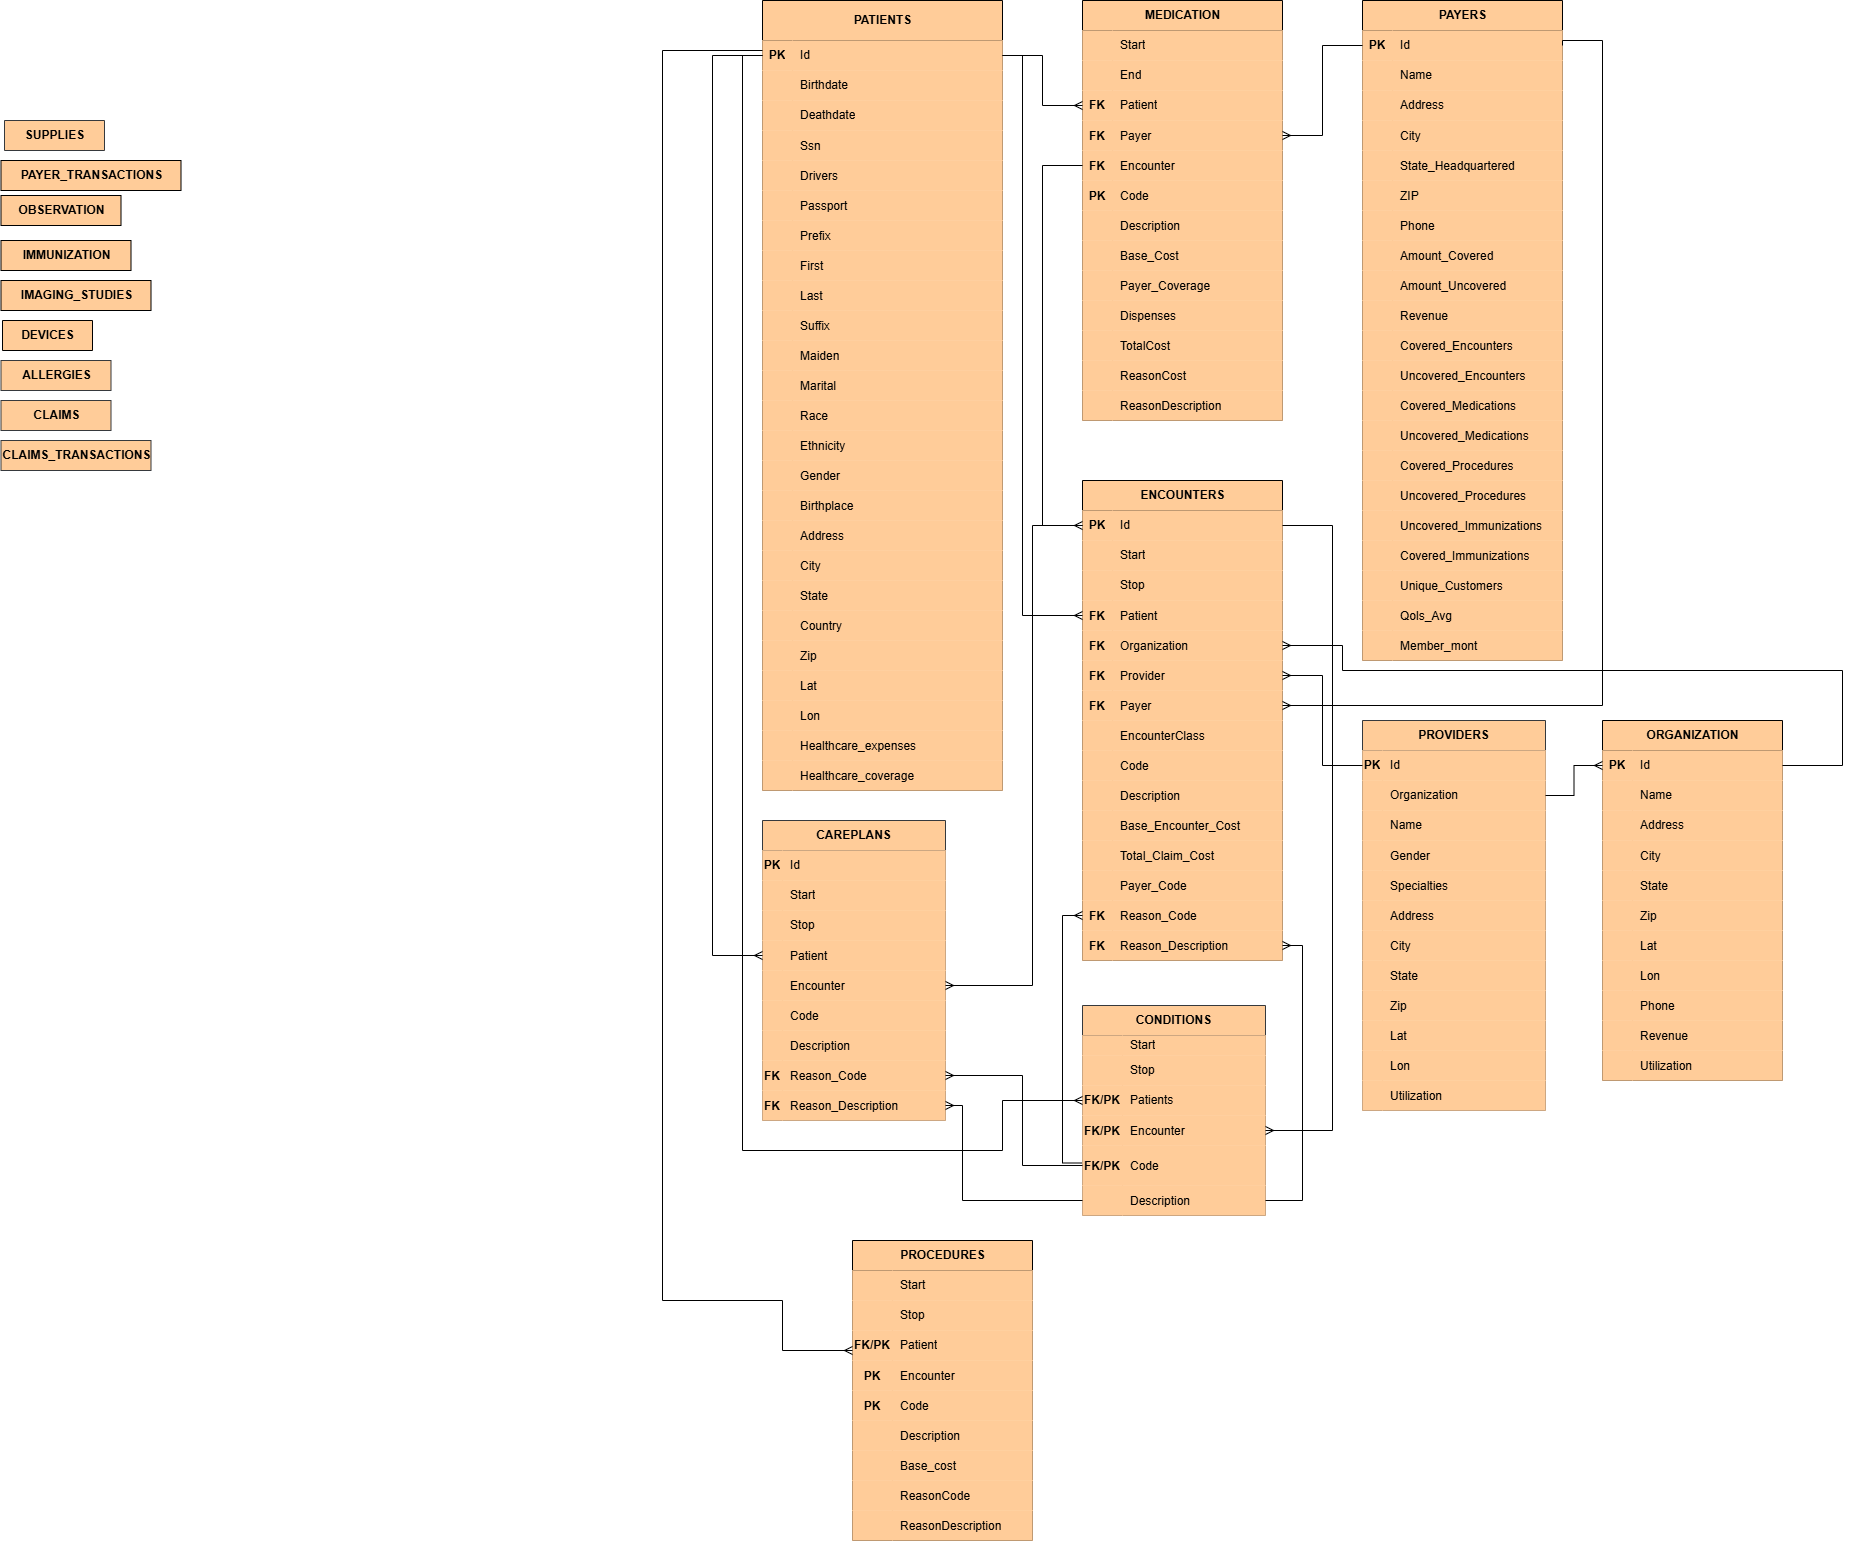 SUPPLIES
PAYER_TRANSACTIONS
OBSERVATION
IMMUNIZATION
IMAGING_STUDIES
DEVICES
ALLERGIES
CLAIMS
CLAIMS_TRANSACTIONS
PATIENTS
PK Id
Birthdate
Deathdate
Ssn
Drivers
Passport
Prefix
First
Last
Suffix
Maiden
Marital
Race
Ethnicity
Gender
Birthplace
Address
City
State
Country
Zip
Lat
Lon
Healthcare_expenses
Healthcare_coverage
MEDICATION
Start
End
FK Patient
FK Payer
FK Encounter
PK Code
Description
Base_Cost
Payer_Coverage
Dispenses
TotalCost
ReasonCost
ReasonDescription
PAYERS
PK Id
Name
Address
City
State_Headquartered
ZIP
Phone
Amount_Covered
Amount_Uncovered
Revenue
Covered_Encounters
Uncovered_Encounters
Covered_Medications
Uncovered_Medications
Covered_Procedures
Uncovered_Procedures
Uncovered_Immunizations
Covered_Immunizations
Unique_Customers
Qols_Avg
Member_mont
ENCOUNTERS
PK Id
Start
Stop
FK Patient
FK Organization
FK Provider
FK Payer
EncounterClass
Code
Description
Base_Encounter_Cost
Total_Claim_Cost
Payer_Code
FK Reason_Code
FK Reason_Description
PROVIDERS
PK Id
Organization
Name
Gender
Specialties
Address
City
State
Zip
Lat
Lon
Utilization
ORGANIZATION
PK Id
Name
Address
City
State
Zip
Lat
Lon
Phone
Revenue
Utilization
CAREPLANS
PK Id
Start
Stop
Patient
Encounter
Code
Description
FK Reason_Code
FK Reason_Description
CONDITIONS
Start
Stop
FK/PK Patients
FK/PK Encounter
FK/PK Code
Description
PROCEDURES
Start
Stop
FK/PK Patient
PK Encounter
PK Code
Description
Base_cost
ReasonCode
ReasonDescription